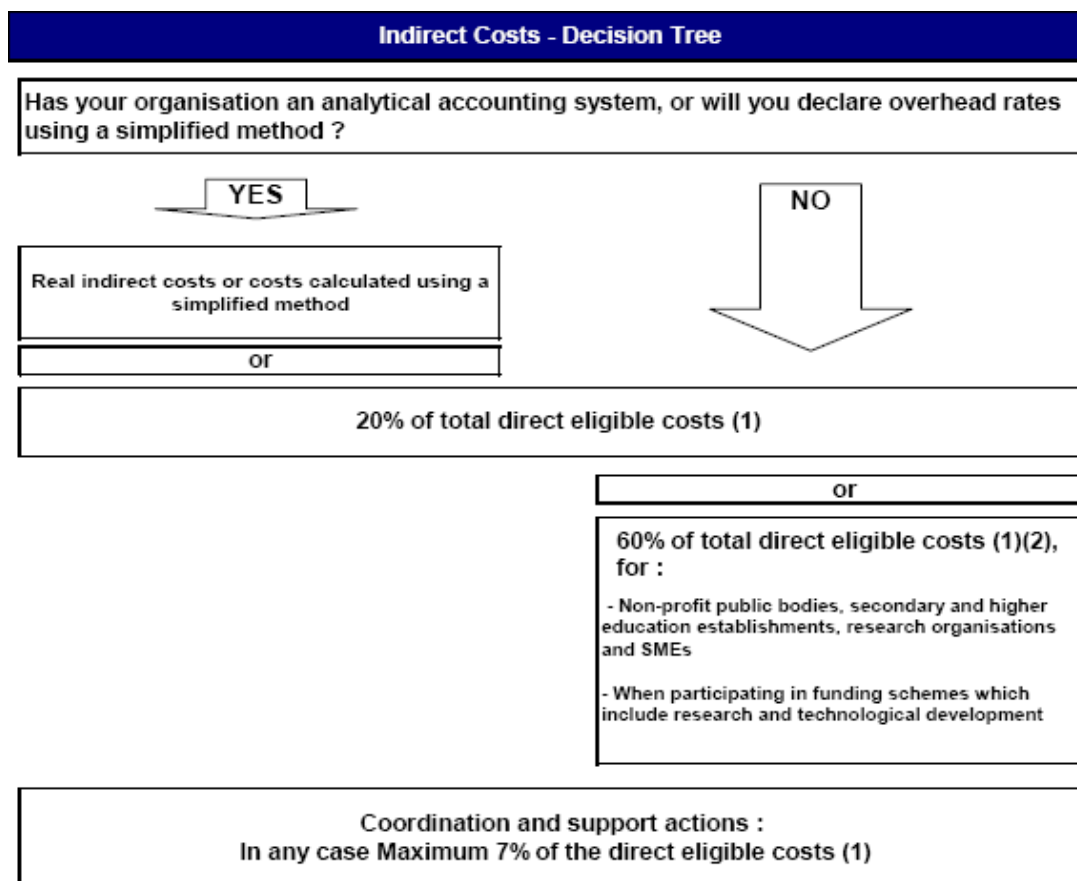 Indirect Costs - Decision Tree
Has your organisation an analytical accounting system, or will you declare overhead rates
using a simplified method ?
YES
NO
Real indirect costs or costs calculated using a
simplified method
or
20% of total direct eligible costs (1)
or
60% of total direct eligible costs (1)(2),
for :
- Non-profit public bodies, secondary and higher
education establishments, research organisations
and SMEs
- When participating in funding schemes which
include research and technological development
Coordination and support actions :
In any case Maximum 7% of the direct eligible costs (1)